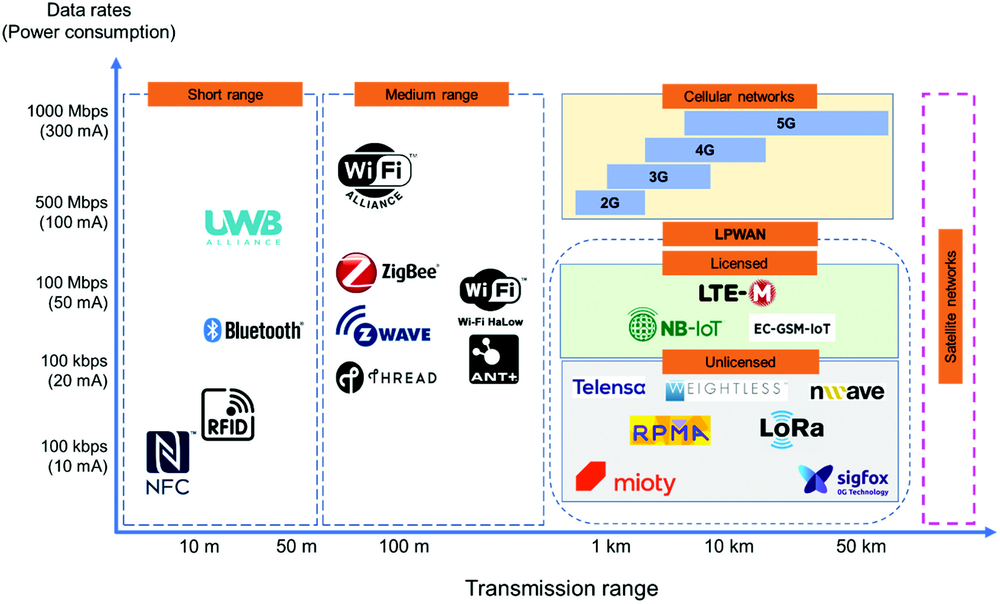 Data rates
(Power consumption)
1000 Mbps
(300 mA)
500 Mbps
(100 mA)
100 Mbps
(50 mA)
100 kbps
(20 mA)
100 kbps
(10 mA)
Short range
UWB
ALLIANCE
Bluetooth®
RFID
NFC™
Medium range
Wi Fi™
ALLIANCE
ZigBee®
Wi Fi™
Wi-Fi HaLow
Z WAVE
THREAD
ANT+
Cellular networks
5G
4G
3G
2G
LPWAN
Licensed
LTE-M
NB-IoT
EC-GSM-IoT
Unlicensed
Telensa
WEIGHTLESS™
nwave
RPMA
LoRa
mioty
sigfox
0G Technology
Satellite networks
10 m
50 m
100 m
1 km
10 km
50 km
Transmission range